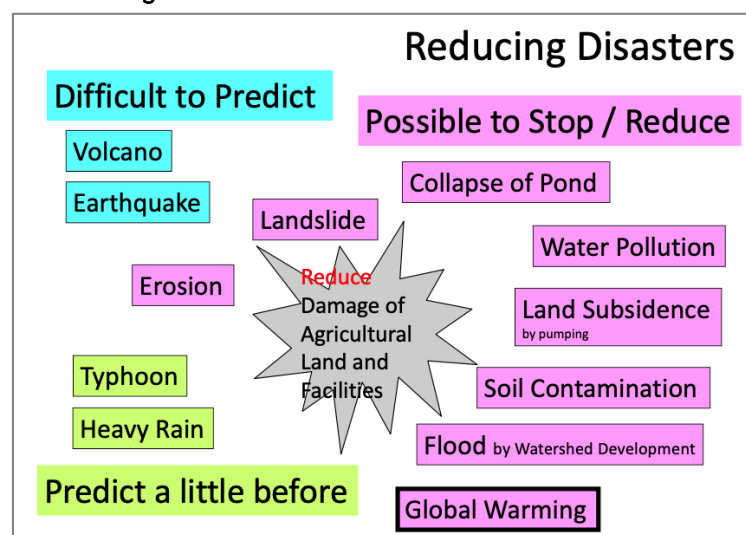 Reducing Disasters
Difficult to Predict
Possible to Stop / Reduce
Volcano
Collapse of Pond
Earthquake
Landslide
Water Pollution
Erosion
Reduce
Damage of
Agricultural
Land and
Facilities
Land Subsidence
by pumping
Typhoon
Soil Contamination
Heavy Rain
Flood by Watershed Development
Predict a little before
Global Warming